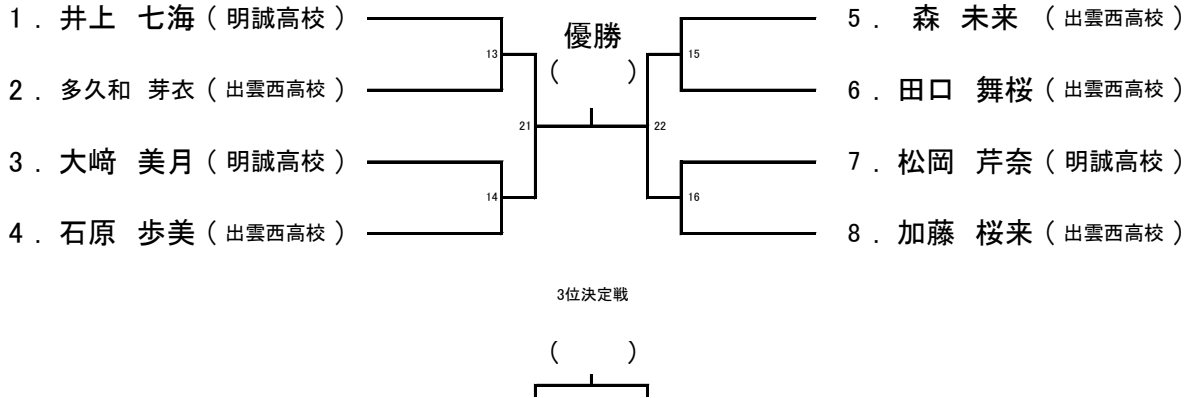 1．井上　七海（ 明誠高校 ）
13
2．多久和　芽衣（ 出雲西高校 ）
21
3．大﨑　美月（ 明誠高校 ）
14
4．石原　歩美（ 出雲西高校 ）
優勝
（　　　）
5．　森　未来　（ 出雲西高校 ）
15
6．田口　舞桜（ 出雲西高校 ）
22
7．松岡　芹奈（ 明誠高校 ）
16
8．加藤　桜来（ 出雲西高校 ）
3位決定戦
（　　　）